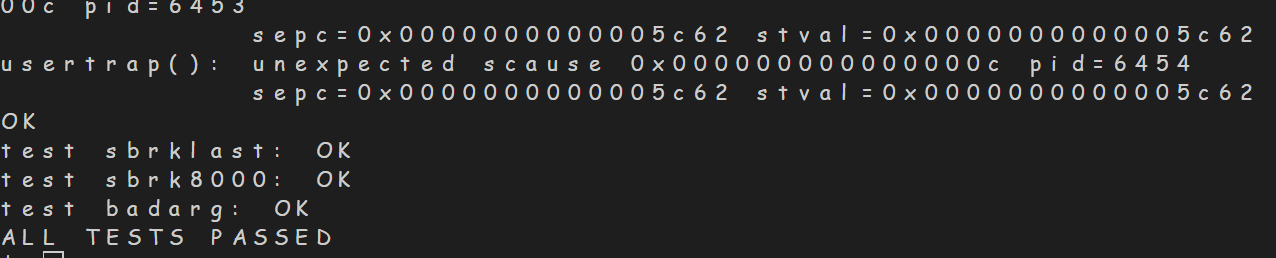 00c pid=6453
sepc=0x0000000000005c62 stval=0x0000000000005c62
usertrap(): unexpected scause 0x000000000000000c pid=6454
sepc=0x0000000000005c62 stval=0x0000000000005c62
OK
test sbrklast: OK
test sbrk8000: OK
test badarg: OK
ALL TESTS PASSED